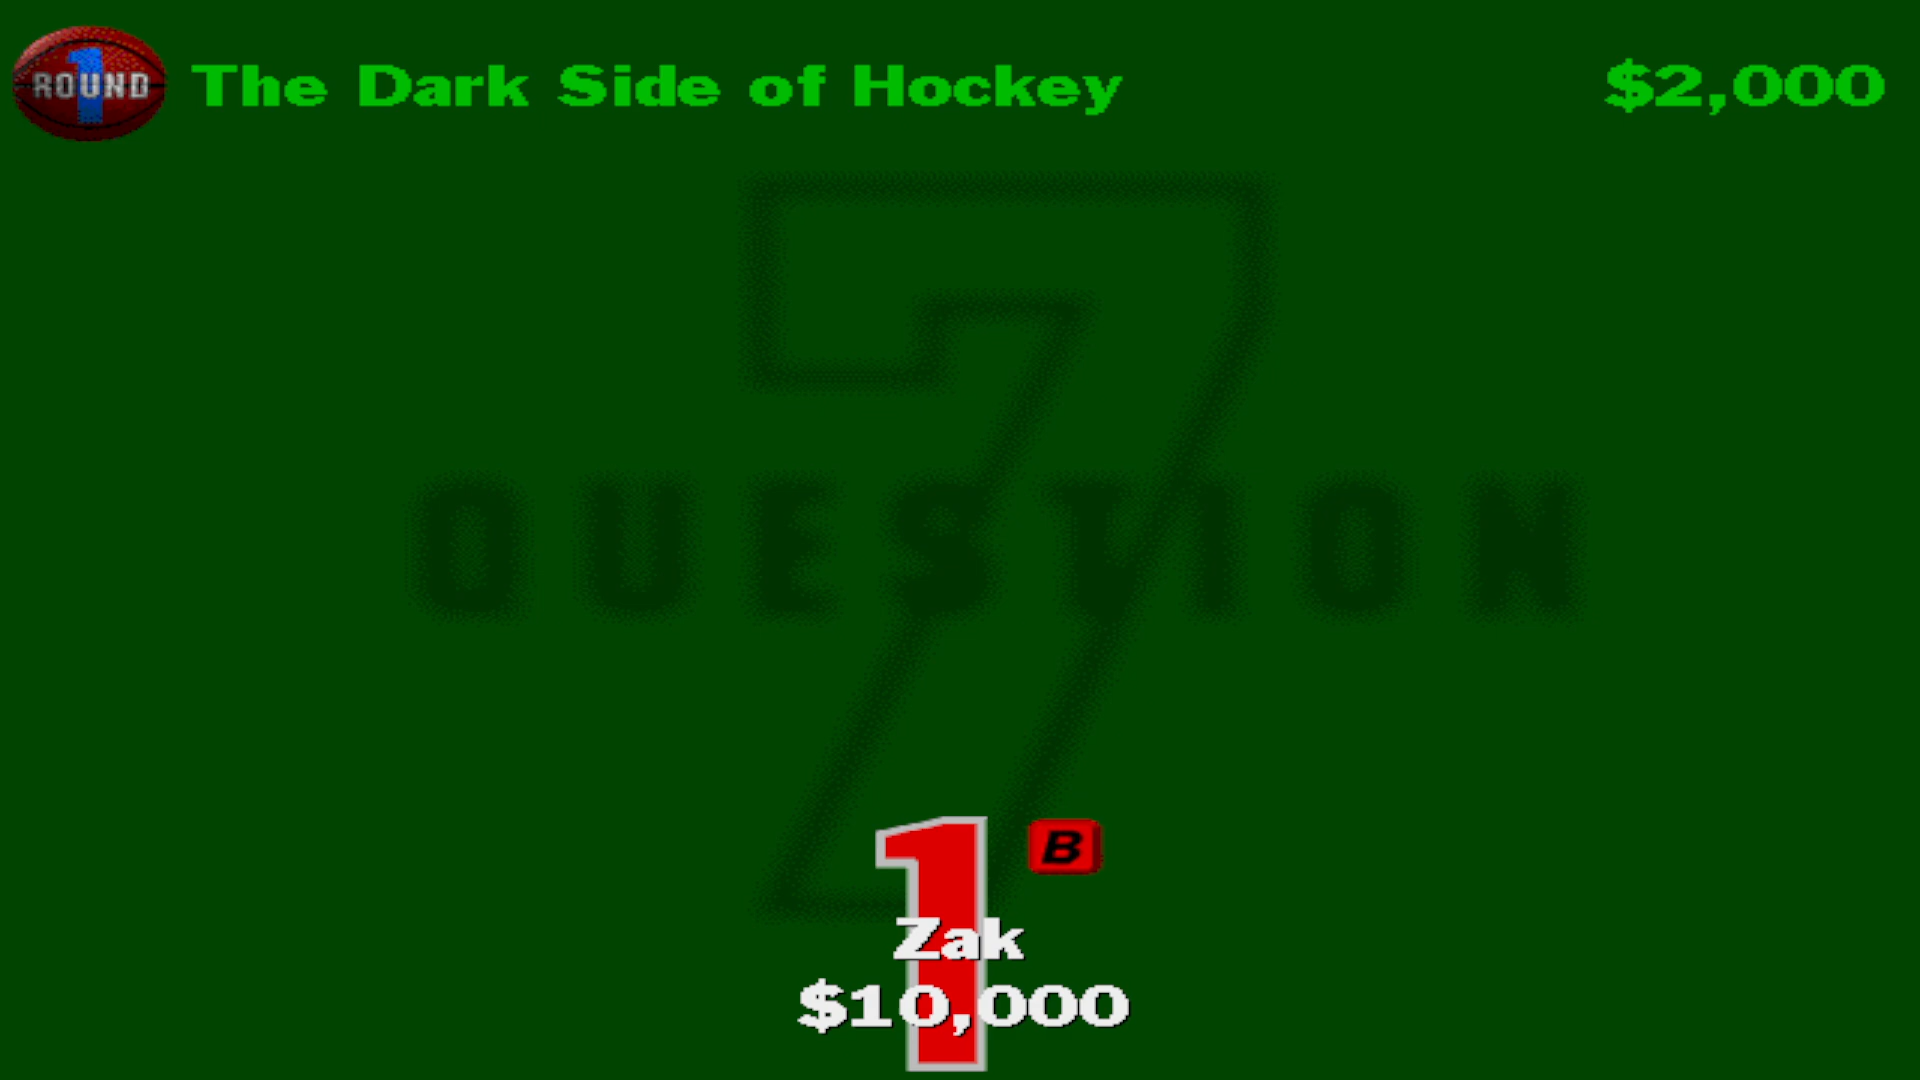 ROUND 1
The Dark Side of Hockey
$2,000
7
QUESTION
1
B
Zak
$10,000